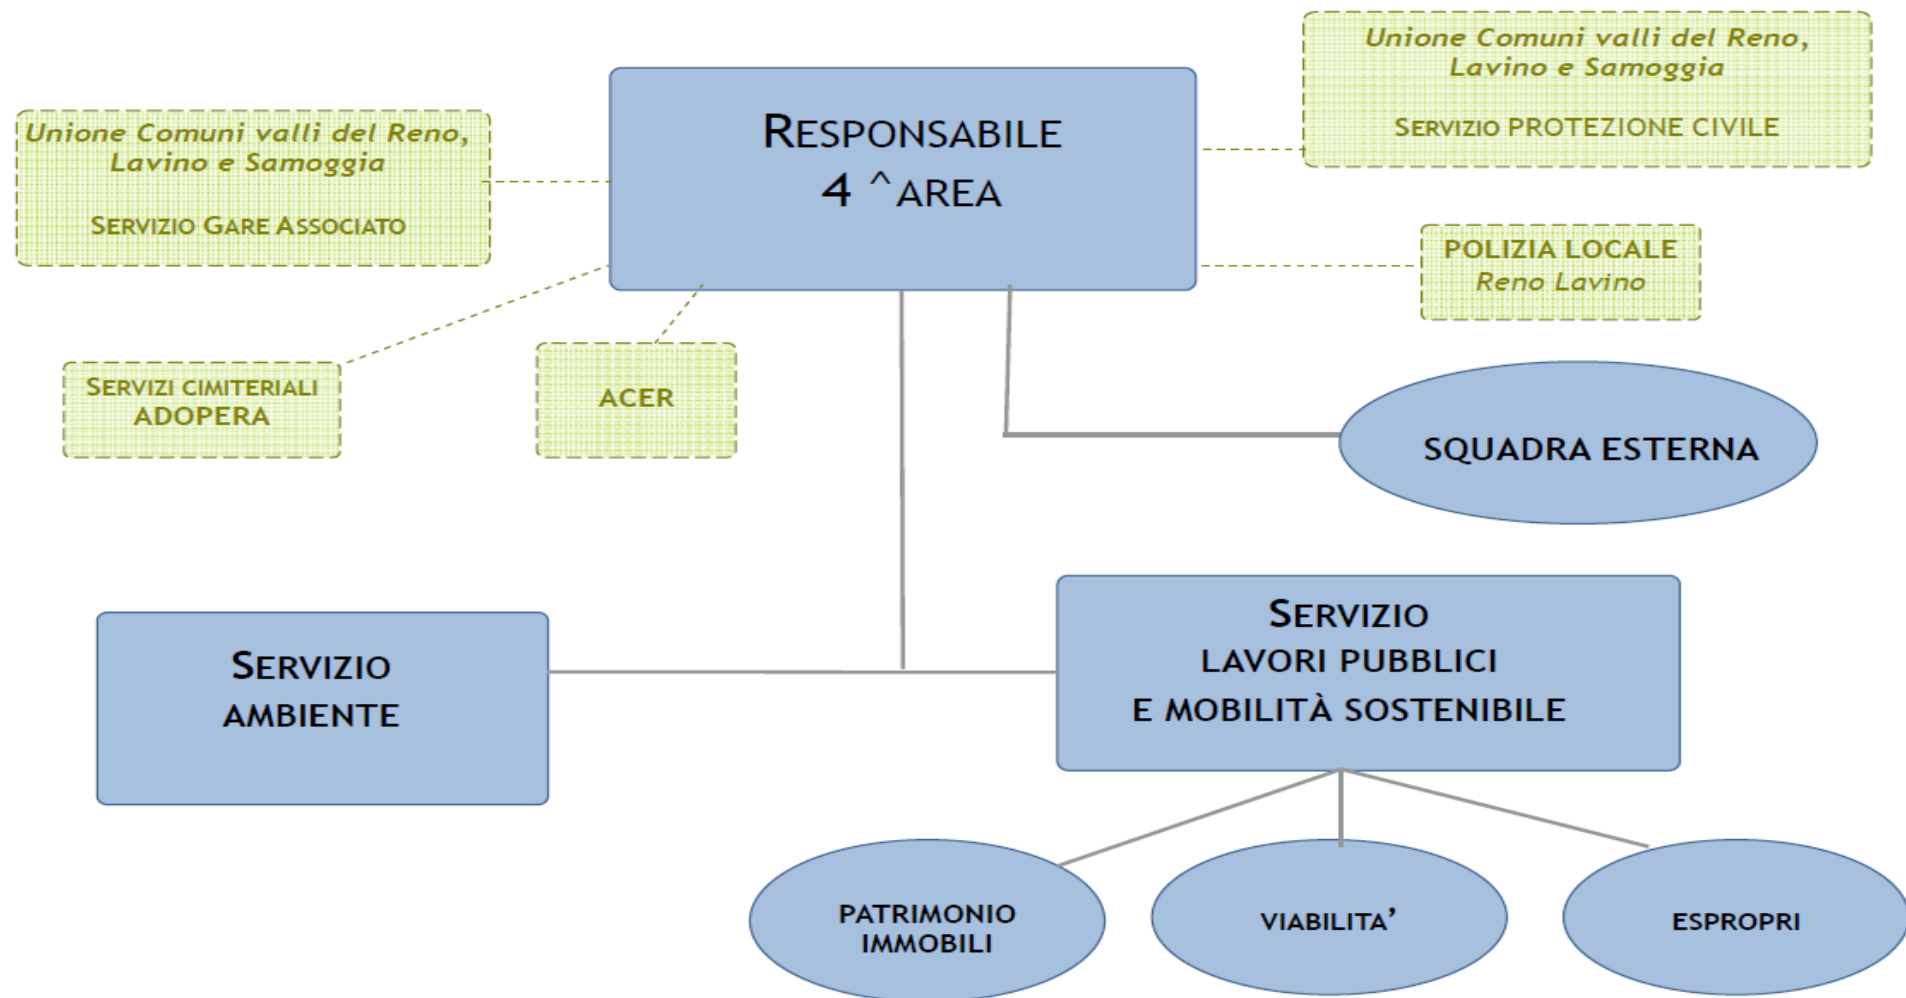 Unione Comuni valli del Reno,
Lavino e Samoggia
SERVIZIO GARE ASSOCIATO
RESPONSABILE
4 ^AREA
Unione Comuni valli del Reno,
Lavino e Samoggia
SERVIZIO PROTEZIONE CIVILE
POLIZIA LOCALE
Reno Lavino
SERVIZI CIMITERIALI
ADOPERA
ACER
SQUADRA ESTERNA
SERVIZIO
AMBIENTE
SERVIZIO
LAVORI PUBBLICI
E MOBILITÀ SOSTENIBILE
PATRIMONIO
IMMOBILI
VIABILITA’
ESPROPRI